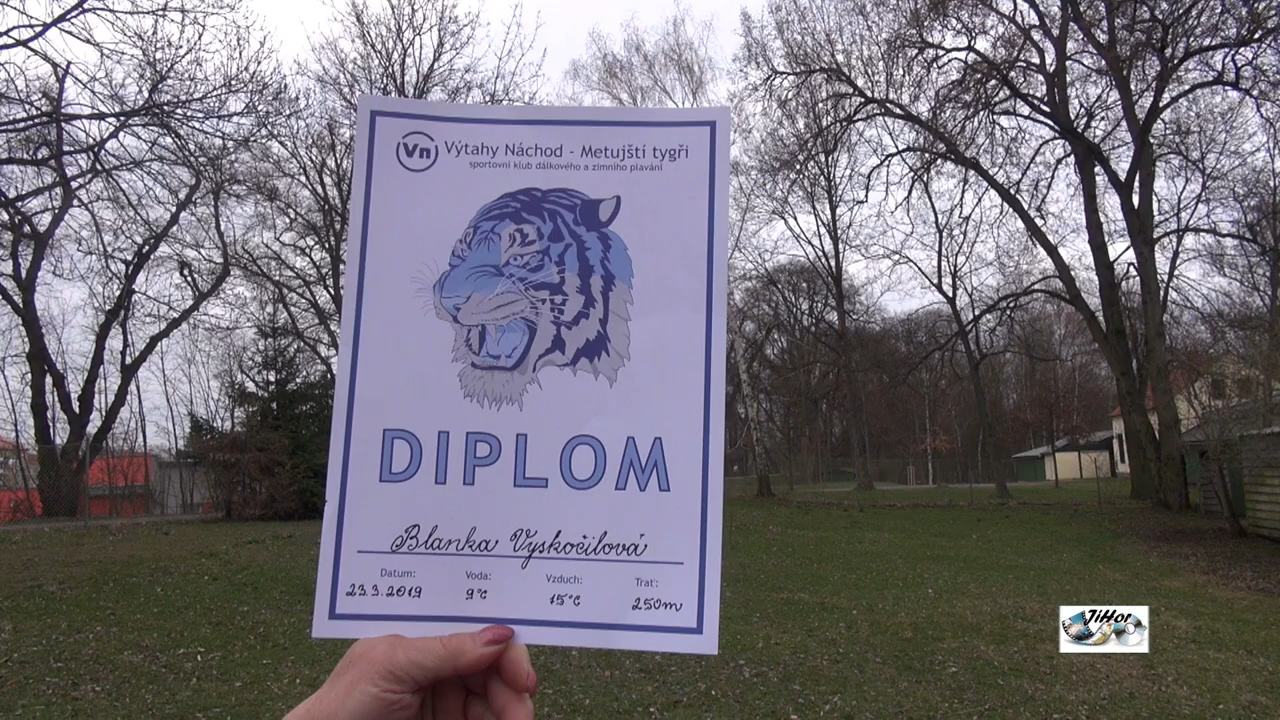 Vn
Výtahy Náchod - Metujští tygři
sportovní klub dálkového a zimního plavání
DIPLOM
Blanka Vyskočilová
Datum: Voda: Vzduch: Trať:
23.3.2019 9°C 15°C 250m
JiHor